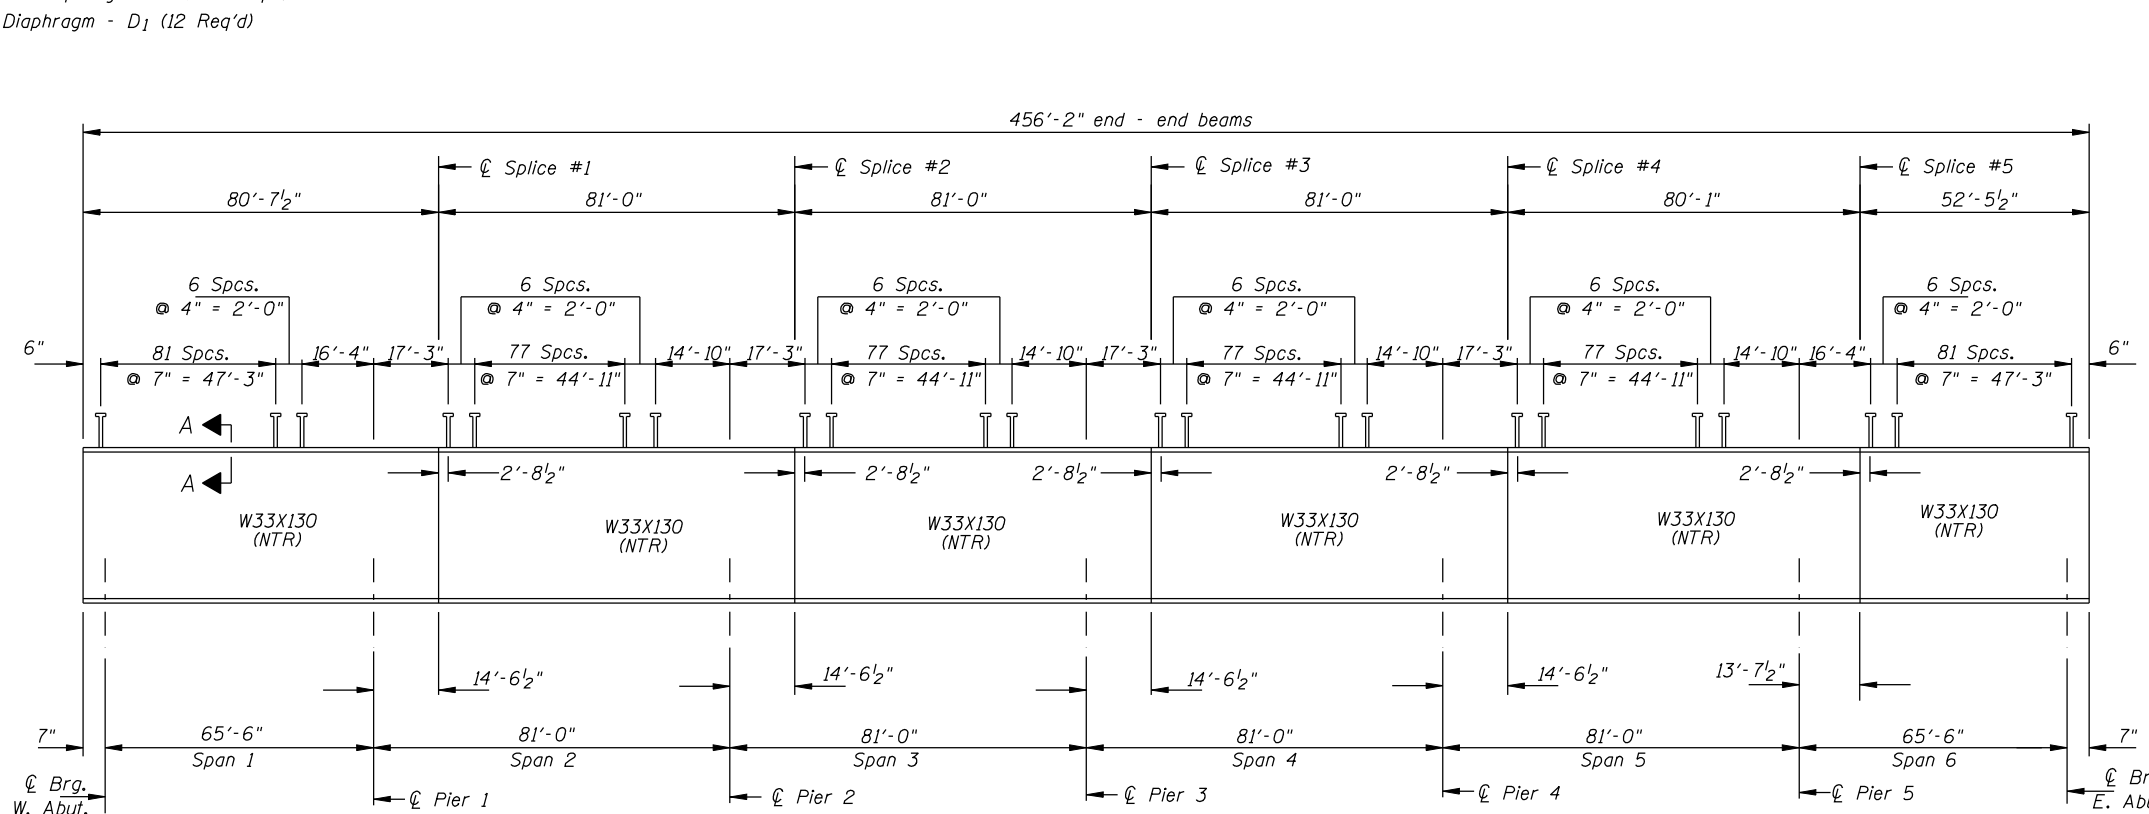 Diaphragm - D1 (12 Req'd)
456'-2" end - end beams
℄ Splice #1
℄ Splice #2
℄ Splice #3
℄ Splice #4
℄ Splice #5
80'-7½"
81'-0"
81'-0"
81'-0"
80'-1"
52'-5½"
6 Spcs.
@ 4" = 2'-0"
6 Spcs.
@ 4" = 2'-0"
6 Spcs.
@ 4" = 2'-0"
6 Spcs.
@ 4" = 2'-0"
6 Spcs.
@ 4" = 2'-0"
6 Spcs.
@ 4" = 2'-0"
6"
81 Spcs.
@ 7" = 47'-3"
16'-4"
17'-3"
77 Spcs.
@ 7" = 44'-11"
14'-10"
17'-3"
77 Spcs.
@ 7" = 44'-11"
14'-10"
17'-3"
77 Spcs.
@ 7" = 44'-11"
14'-10"
17'-3"
77 Spcs.
@ 7" = 44'-11"
14'-10"
16'-4"
81 Spcs.
@ 7" = 47'-3"
6"
A
A
2'-8½"
2'-8½"
2'-8½"
2'-8½"
2'-8½"
W33X130
(NTR)
W33X130
(NTR)
W33X130
(NTR)
W33X130
(NTR)
W33X130
(NTR)
W33X130
(NTR)
14'-6½"
14'-6½"
14'-6½"
14'-6½"
13'-7½"
7"
65'-6"
Span 1
81'-0"
Span 2
81'-0"
Span 3
81'-0"
Span 4
81'-0"
Span 5
65'-6"
Span 6
7"
℄ Brg.
W. Abut.
℄ Pier 1
℄ Pier 2
℄ Pier 3
℄ Pier 4
℄ Pier 5
℄ Br
E. Abu